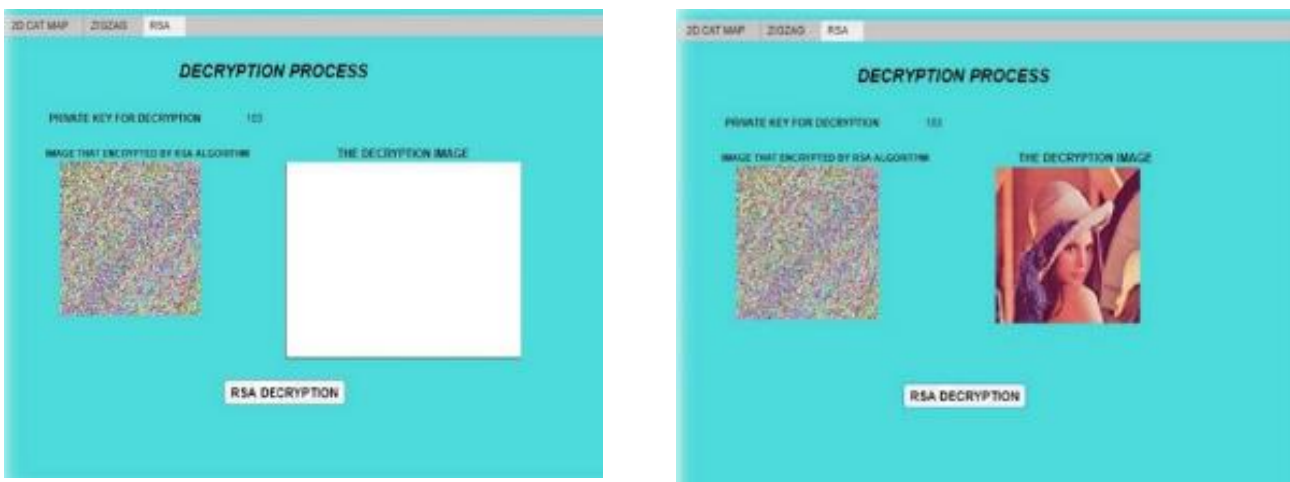 2D CAT MAP ZIGZAG RSA
DECRYPTION PROCESS
PRIVATE KEY FOR DECRYPTION 103
IMAGE THAT ENCRYPTED BY RSA ALGORITHM
THE DECRYPTION IMAGE
RSA DECRYPTION
2D CAT MAP ZIGZAG RSA
DECRYPTION PROCESS
PRIVATE KEY FOR DECRYPTION 103
IMAGE THAT ENCRYPTED BY RSA ALGORITHM
THE DECRYPTION IMAGE
RSA DECRYPTION